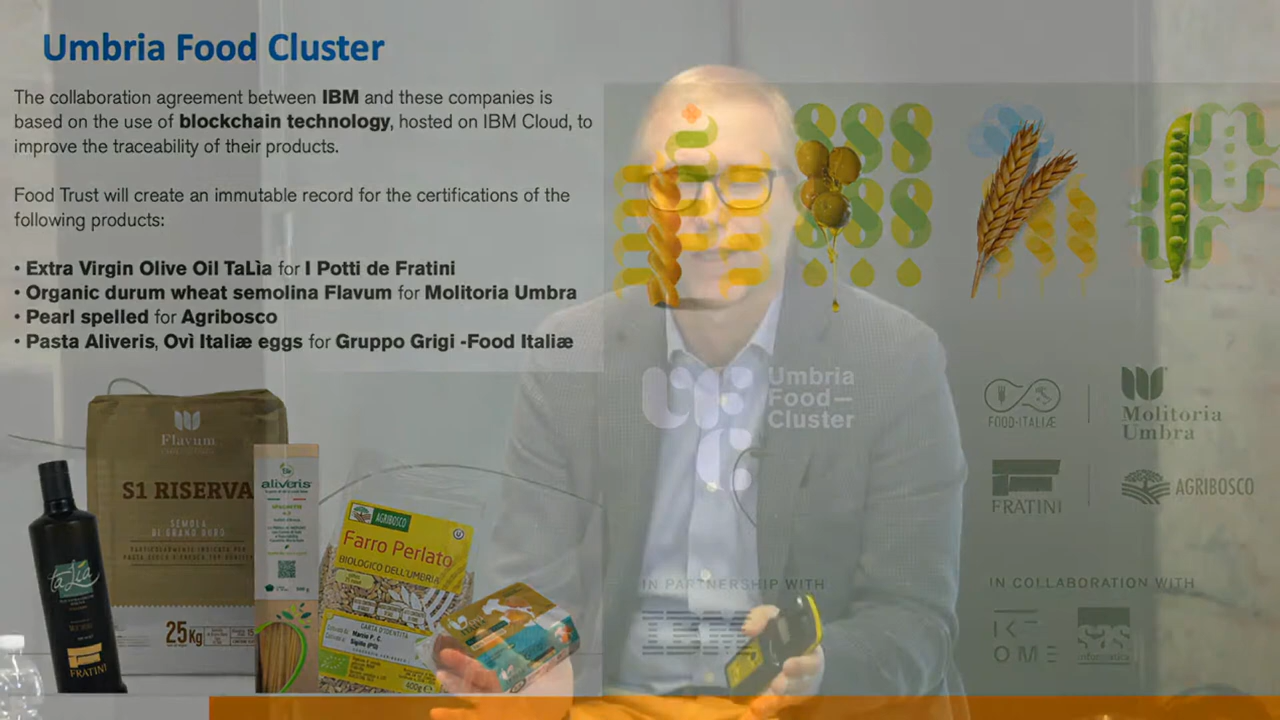 Umbria Food Cluster
The collaboration agreement between IBM and these companies is
based on the use of blockchain technology, hosted on IBM Cloud, to
improve the traceability of their products.
Food Trust will create an immutable record for the certifications of the
following products:
• Extra Virgin Olive Oil TaLìa for I Potti de Fratini
• Organic durum wheat semolina Flavum for Molitoria Umbra
• Pearl spelled for Agribosco
• Pasta Aliveris, Ovì Italiæ eggs for Gruppo Grigi -Food Italiæ
Umbria
Food—
Cluster
FOOD-ITALIÆ
Molitoria
Umbra
FRATINI
AGRIBOSCO
IN PARTNERSHIP WITH
IBM
IN COLLABORATION WITH
informatica
Flavum
S1 RISERVA
SEMOLA
DI GRANO DURO
25Kg
taLìa
FRATINI
aliveris
AGRIBOSCO
Farro Perlato
BIOLOGICO DELL'UMBRIA
CARTA D'IDENTITÀ
400g